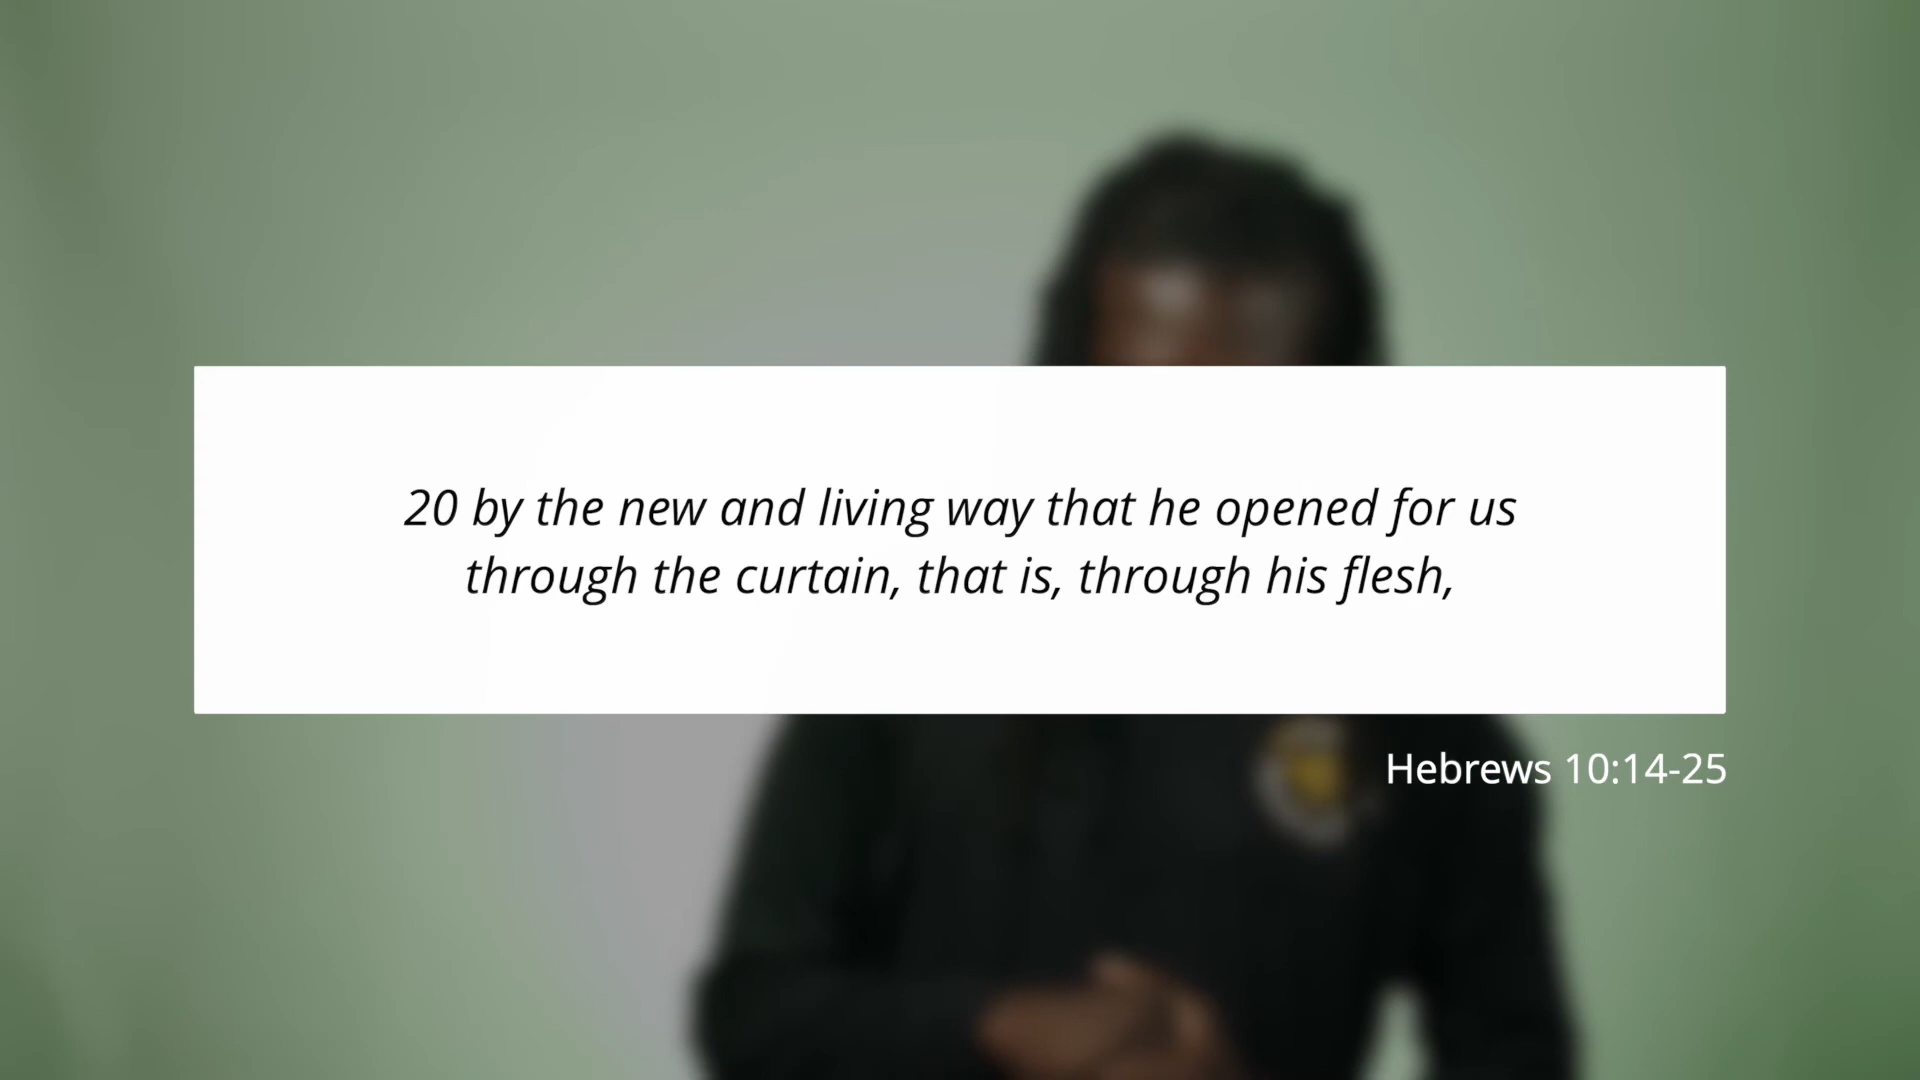 20 by the new and living way that he opened for us
through the curtain, that is, through his flesh,
Hebrews 10:14-25